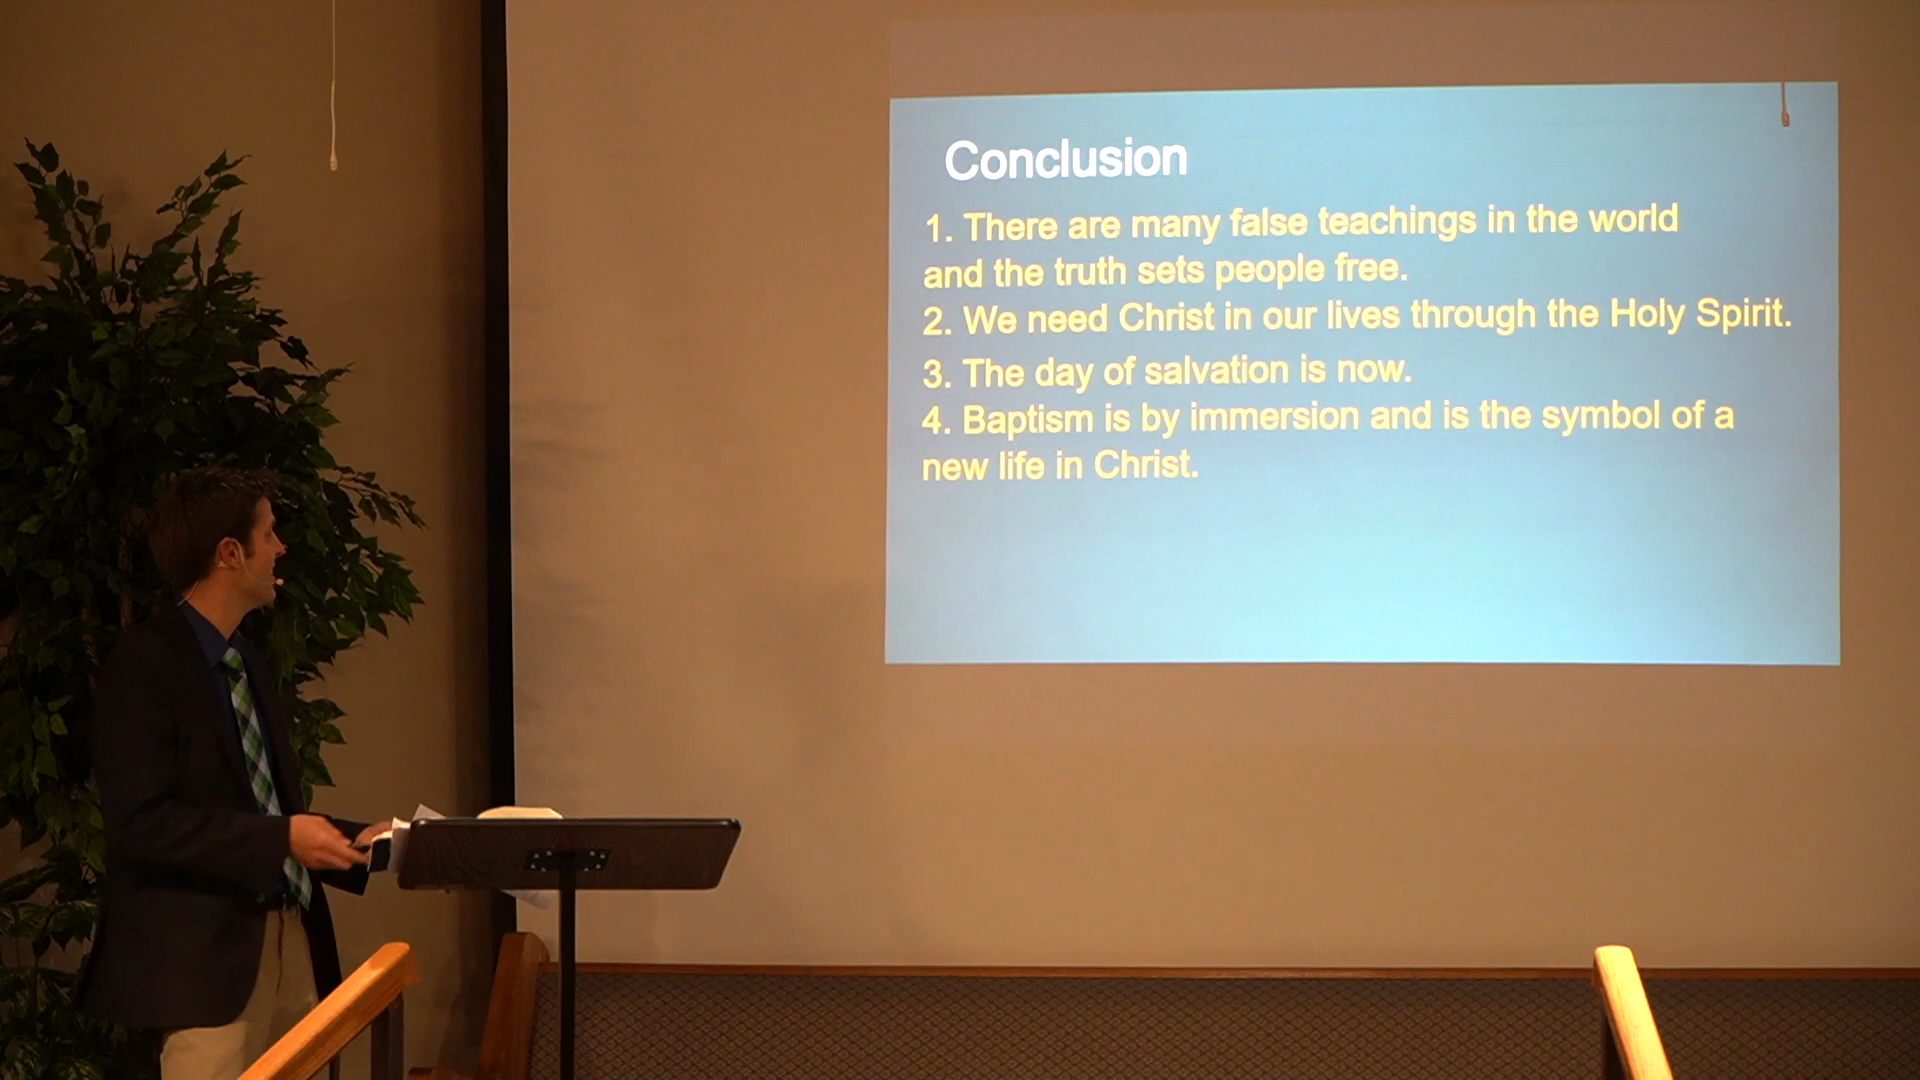 Conclusion
1. There are many false teachings in the world
and the truth sets people free.
2. We need Christ in our lives through the Holy Spirit.
3. The day of salvation is now.
4. Baptism is by immersion and is the symbol of a
new life in Christ.